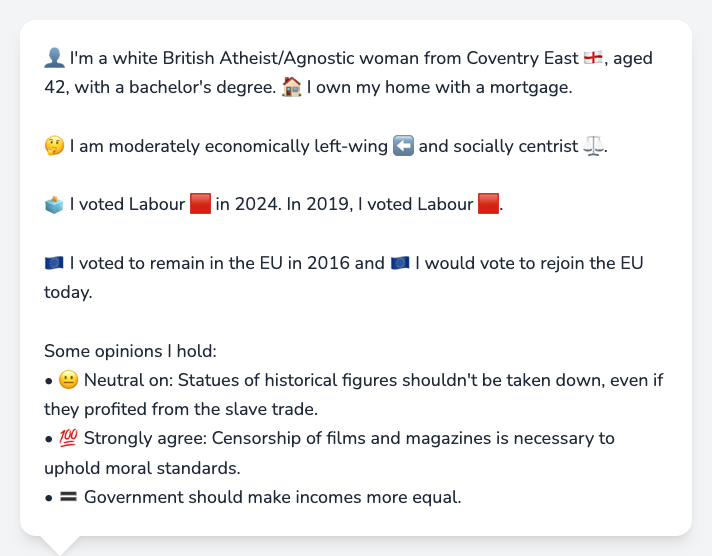 👤 I'm a white British Atheist/Agnostic woman from Coventry East 🏴󠁧󠁢󠁥󠁮󠁧󠁿, aged
42, with a bachelor's degree. 🏠 I own my home with a mortgage.
🤔 I am moderately economically left-wing ⬅️ and socially centrist ⚖️.
🗳️ I voted Labour 🟥 in 2024. In 2019, I voted Labour 🟥.
🇪🇺 I voted to remain in the EU in 2016 and 🇪🇺 I would vote to rejoin the EU
today.
Some opinions I hold:
• 😐 Neutral on: Statues of historical figures shouldn't be taken down, even if
they profited from the slave trade.
• 💯 Strongly agree: Censorship of films and magazines is necessary to
uphold moral standards.
• 🟰 Government should make incomes more equal.